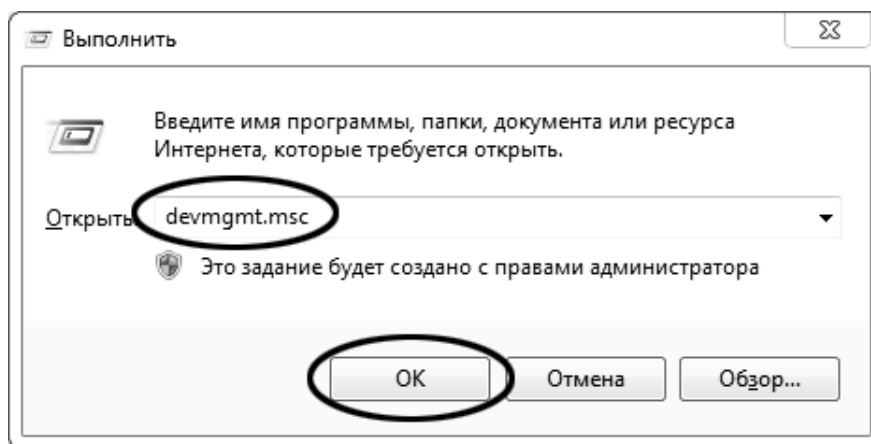 Выполнить
Введите имя программы, папки, документа или ресурса
Интернета, которые требуется открыть.
Открыть devmgmt.msc
Это задание будет создано с правами администратора
ОК Отмена Обзор...